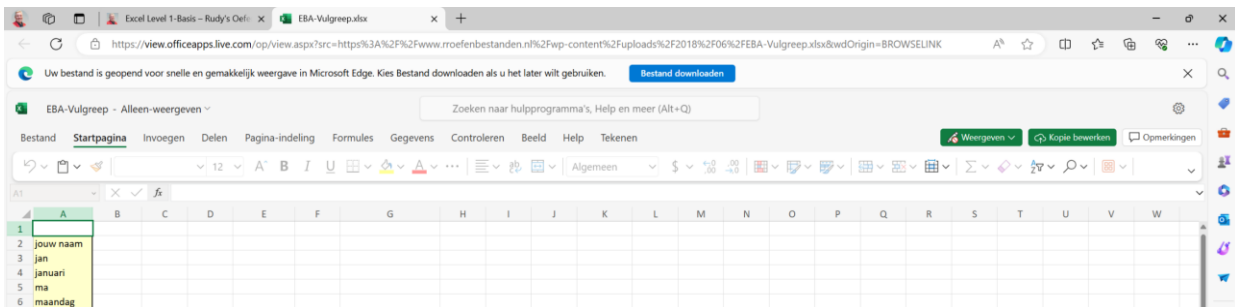 Excel Level 1-Basis – Rudy's Oefe
EBA-Vulgreep.xlsx
https://view.officeapps.live.com/op/view.aspx?src=https%3A%2F%2Fwww.rroefenbestanden.nl%2Fwp-content%2Fuploads%2F2018%2F06%2FEBA-Vulgreep.xlsx&wdOrigin=BROWSELINK
Uw bestand is geopend voor snelle en gemakkelijk weergave in Microsoft Edge. Kies Bestand downloaden als u het later wilt gebruiken. Bestand downloaden
EBA-Vulgreep - Alleen-weergeven Zoeken naar hulpprogramma's, Help en meer (Alt+Q)
Bestand Startpagina Invoegen Delen Pagina-indeling Formules Gegevens Controleren Beeld Help Tekenen Weergeven Kopie bewerken Opmerkingen
12 A^ B I U A ... Algemeen $
A1 fx
A B C D E F G H I J K L M N O P Q R S T U V W
1
2 jouw naam
3 jan
4 januari
5 ma
6 maandag